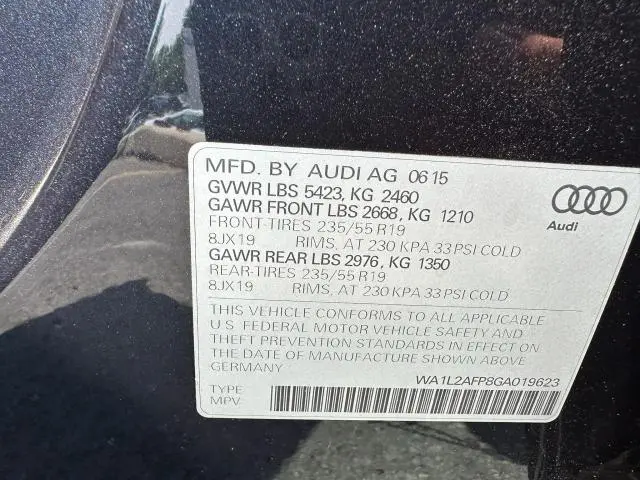 MFD. BY AUDI AG 06 15
GVWR LBS 5423, KG 2460
GAWR FRONT LBS 2668, KG 1210
FRONT-TIRES 235/55 R19
8JX19 RIMS, AT 230 KPA 33 PSI COLD
GAWR REAR LBS 2976, KG 1350
REAR-TIRES 235/55 R19
8JX19 RIMS, AT 230 KPA 33 PSI COLD
Audi
THIS VEHICLE CONFORMS TO ALL APPLICABLE
U S FEDERAL MOTOR VEHICLE SAFETY AND
THEFT PREVENTION STANDARDS IN EFFECT ON
THE DATE OF MANUFACTURE SHOWN ABOVE.
GERMANY
WA1L2AFP8GA019623
TYPE
MPV